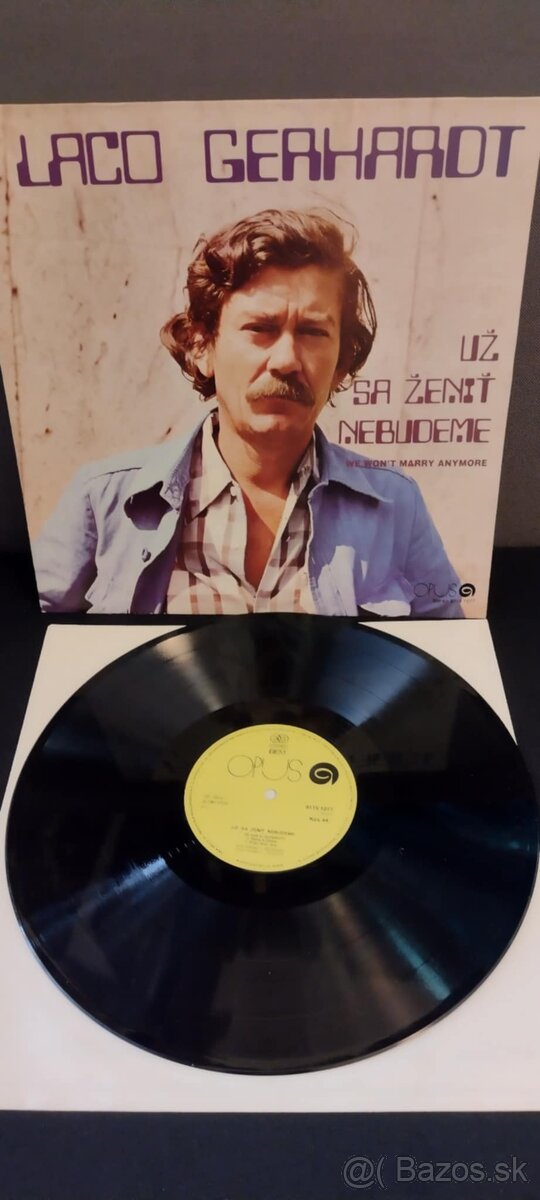 LACO GERHARDT
UŽ
SA ŽENIŤ
NEBUDEME
WE WON'T MARRY ANYMORE
OPUS
OPUS
UŽ SA ŽENIŤ NEBUDEME
@( Bazos.sk